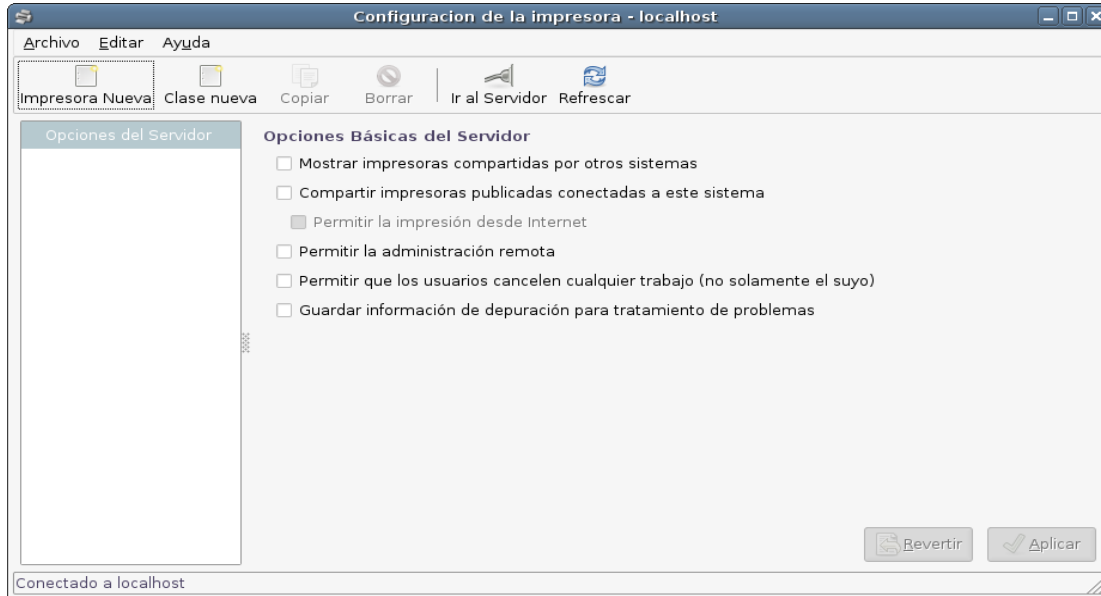 Configuracion de la impresora - localhost
Archivo Editar Ayuda
Impresora Nueva Clase nueva Copiar Borrar Ir al Servidor Refrescar
Opciones del Servidor
Opciones Básicas del Servidor
Mostrar impresoras compartidas por otros sistemas
Compartir impresoras publicadas conectadas a este sistema
Permitir la impresión desde Internet
Permitir la administración remota
Permitir que los usuarios cancelen cualquier trabajo (no solamente el suyo)
Guardar información de depuración para tratamiento de problemas
Revertir Aplicar
Conectado a localhost